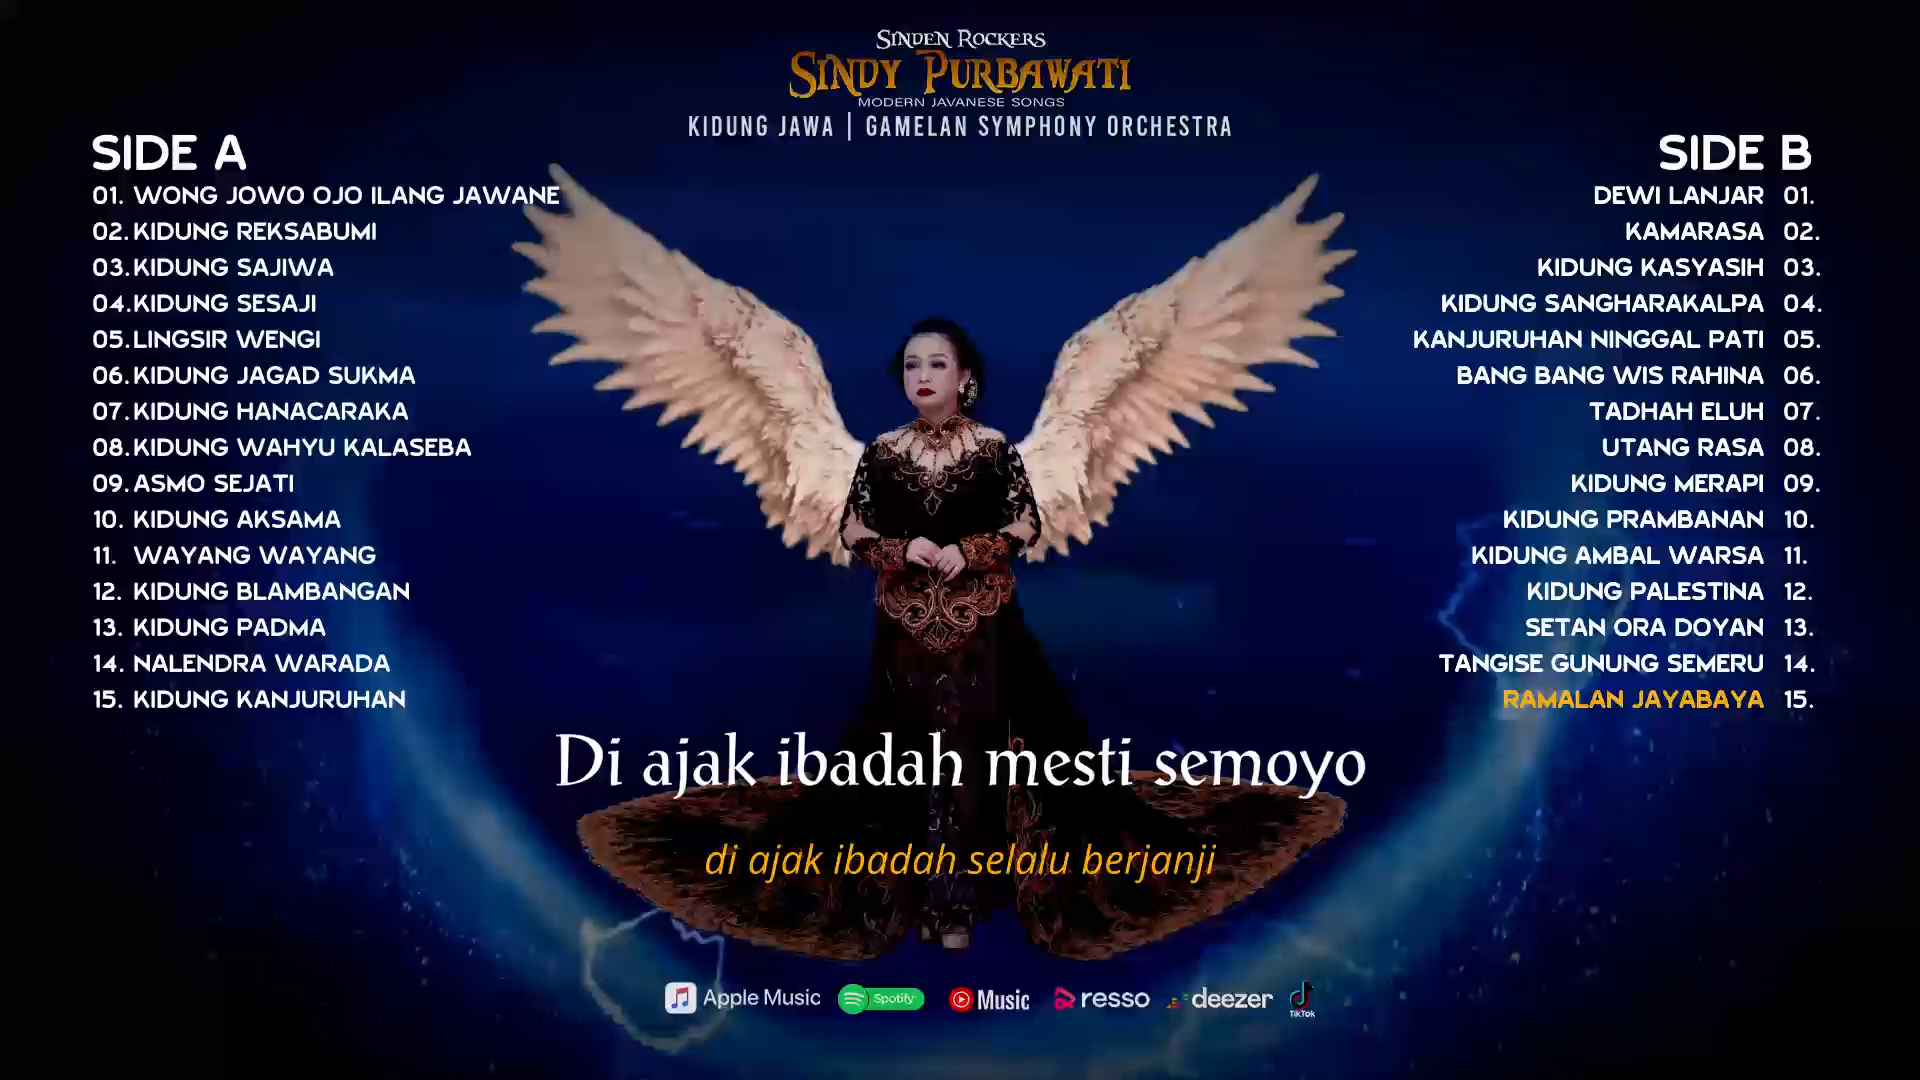 SINDEN ROCKERS
SINDY PURBAWATI
MODERN JAVANESE SONGS
KIDUNG JAWA | GAMELAN SYMPHONY ORCHESTRA
SIDE A
01. WONG JOWO OJO ILANG JAWANE
02. KIDUNG REKSABUMI
03. KIDUNG SAJIWA
04. KIDUNG SESAJI
05. LINGSIR WENGI
06. KIDUNG JAGAD SUKMA
07. KIDUNG HANACARAKA
08. KIDUNG WAHYU KALASEBA
09. ASMO SEJATI
10. KIDUNG AKSAMA
11. WAYANG WAYANG
12. KIDUNG BLAMBANGAN
13. KIDUNG PADMA
14. NALENDRA WARADA
15. KIDUNG KANJURUHAN
SIDE B
DEWI LANJAR 01.
KAMARASA 02.
KIDUNG KASYASIH 03.
KIDUNG SANGHARAKALPA 04.
KANJURUHAN NINGGAL PATI 05.
BANG BANG WIS RAHINA 06.
TADHAH ELUH 07.
UTANG RASA 08.
KIDUNG MERAPI 09.
KIDUNG PRAMBANAN 10.
KIDUNG AMBAL WARSA 11.
KIDUNG PALESTINA 12.
SETAN ORA DOYAN 13.
TANGISE GUNUNG SEMERU 14.
RAMALAN JAYABAYA 15.
Di ajak ibadah mesti semoyo
di ajak ibadah selalu berjanji
Apple Music Spotify Music resso deezer TikTok